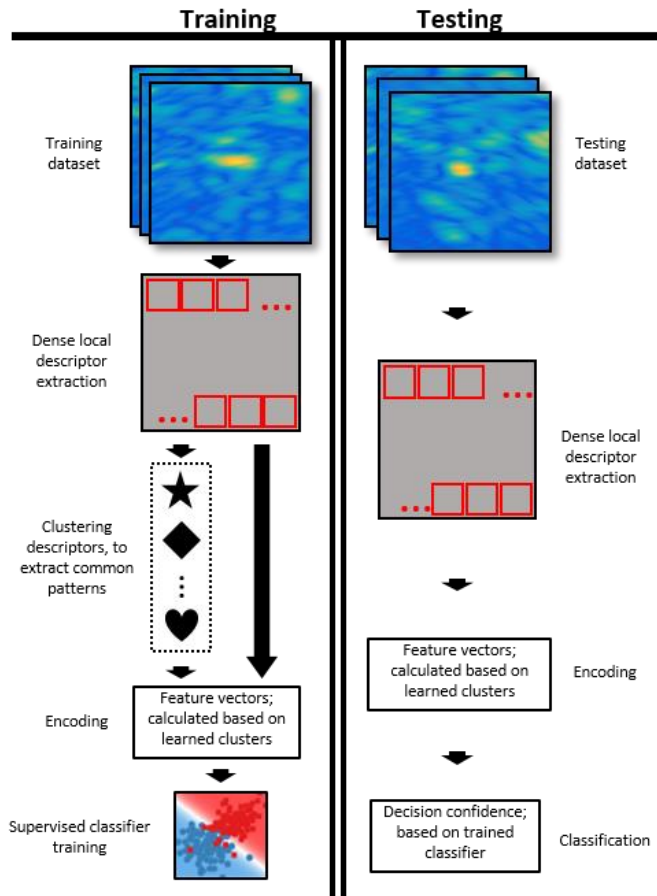 Training
Testing
Training
dataset
Dense local
descriptor
extraction
Clustering
descriptors, to
extract common
patterns
Encoding
Feature vectors;
calculated based on
learned clusters
Supervised classifier
training
Testing
dataset
Dense local
descriptor
extraction
Feature vectors;
calculated based on
learned clusters
Encoding
Decision confidence;
based on trained
classifier
Classification